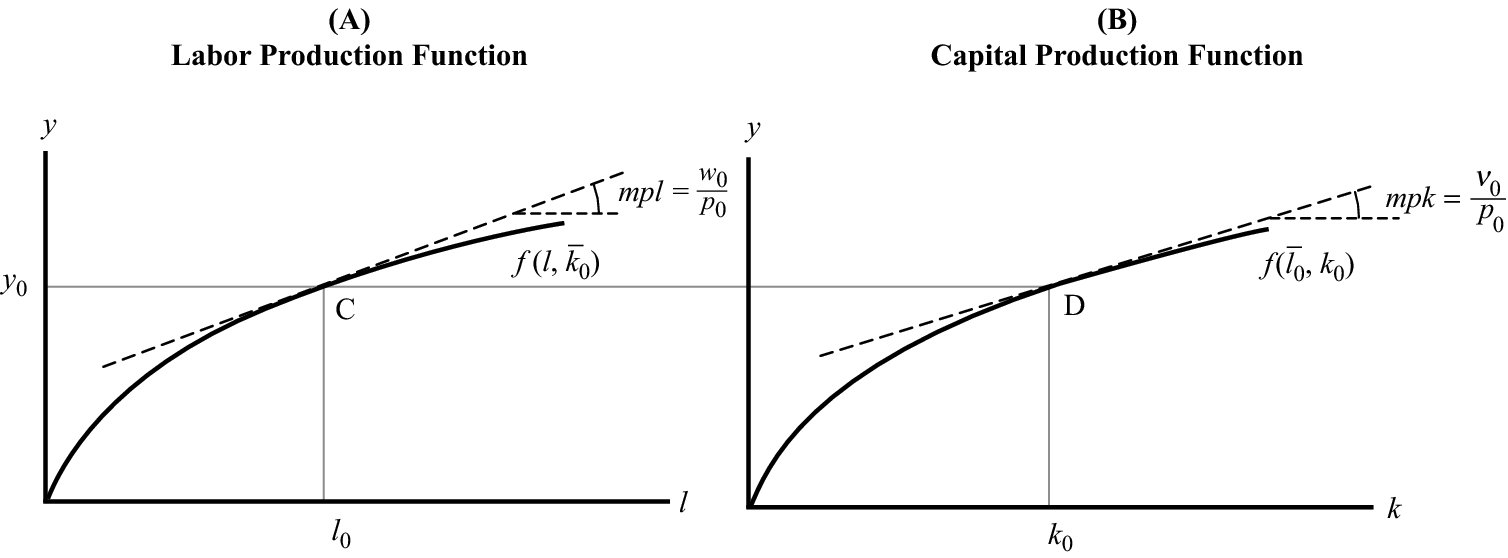 (A)
Labor Production Function
(B)
Capital Production Function
y
y
mpl = w₀/p₀
mpk = v₀/p₀
f(l, k̅₀)
f(l̅₀, k₀)
y₀
C
D
l
k
l₀
k₀